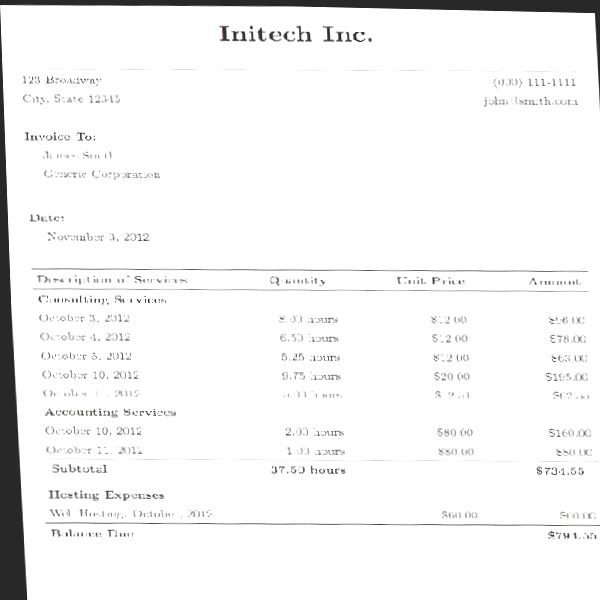 Initech Inc.
123 Broadway (000) 111-1111
City, State 12345 john@smith.com
Invoice To:
James Smith
Generic Corporation
Date:
November 3, 2012
Description of Services Quantity Unit Price Amount
Consulting Services
October 3, 2012 8.00 hours $12.00 $96.00
October 4, 2012 6.50 hours $12.00 $78.00
October 5, 2012 5.25 hours $12.00 $63.00
October 10, 2012 9.75 hours $20.00 $195.00
October 2012 hours
Accounting Services
October 10, 2012 2.00 hours $80.00 $160.00
October 11, 2012 1.00 hours $80.00 $80.00
Subtotal 37.50 hours $734.55
Hosting Expenses
Web Hosting, October, 2012 $60.00 $60.00
Balance Due $794.55